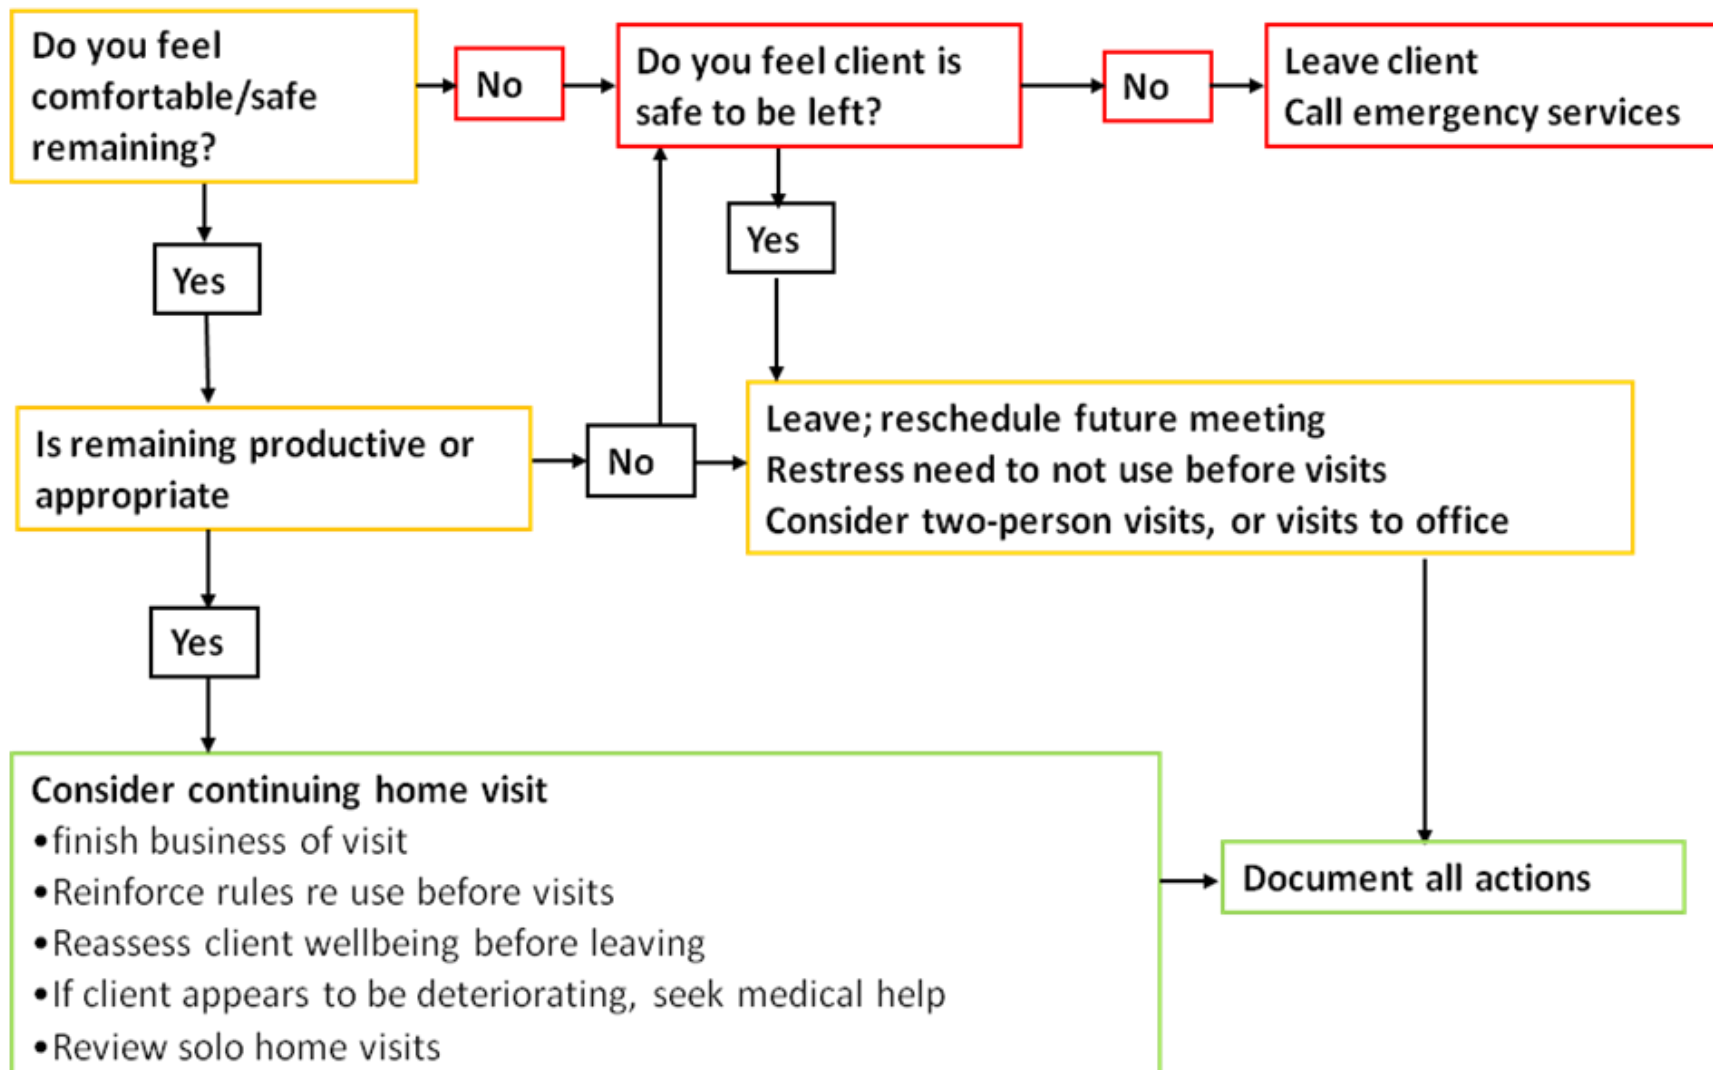 Do you feel
comfortable/safe
remaining?
No
Do you feel client is
safe to be left?
No
Leave client
Call emergency services
Yes
Yes
Is remaining productive or
appropriate
No
Leave; reschedule future meeting
Restress need to not use before visits
Consider two-person visits, or visits to office
Yes
Consider continuing home visit
•finish business of visit
•Reinforce rules re use before visits
•Reassess client wellbeing before leaving
•If client appears to be deteriorating, seek medical help
•Review solo home visits
Document all actions